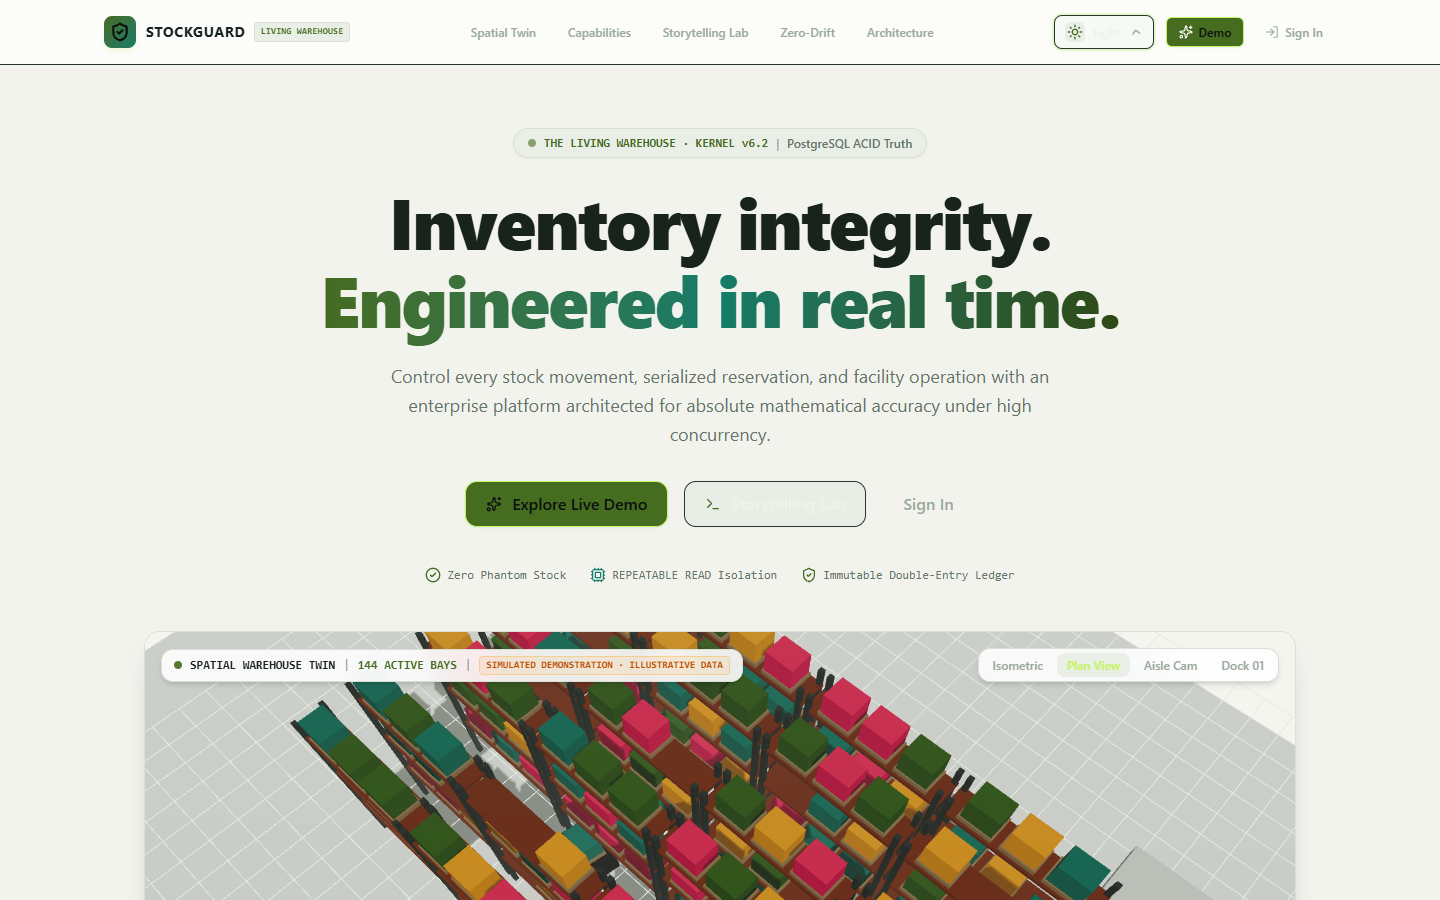 STOCKGUARD LIVING WAREHOUSE Spatial Twin Capabilities Storytelling Lab Zero-Drift Architecture Light Demo Sign In
THE LIVING WAREHOUSE · KERNEL v6.2 | PostgreSQL ACID Truth
Inventory integrity.
Engineered in real time.
Control every stock movement, serialized reservation, and facility operation with an
enterprise platform architected for absolute mathematical accuracy under high
concurrency.
Explore Live Demo Storytelling Lab Sign In
Zero Phantom Stock REPEATABLE READ Isolation Immutable Double-Entry Ledger
SPATIAL WAREHOUSE TWIN | 144 ACTIVE BAYS | SIMULATED DEMONSTRATION · ILLUSTRATIVE DATA Isometric Plan View Aisle Cam Dock 01